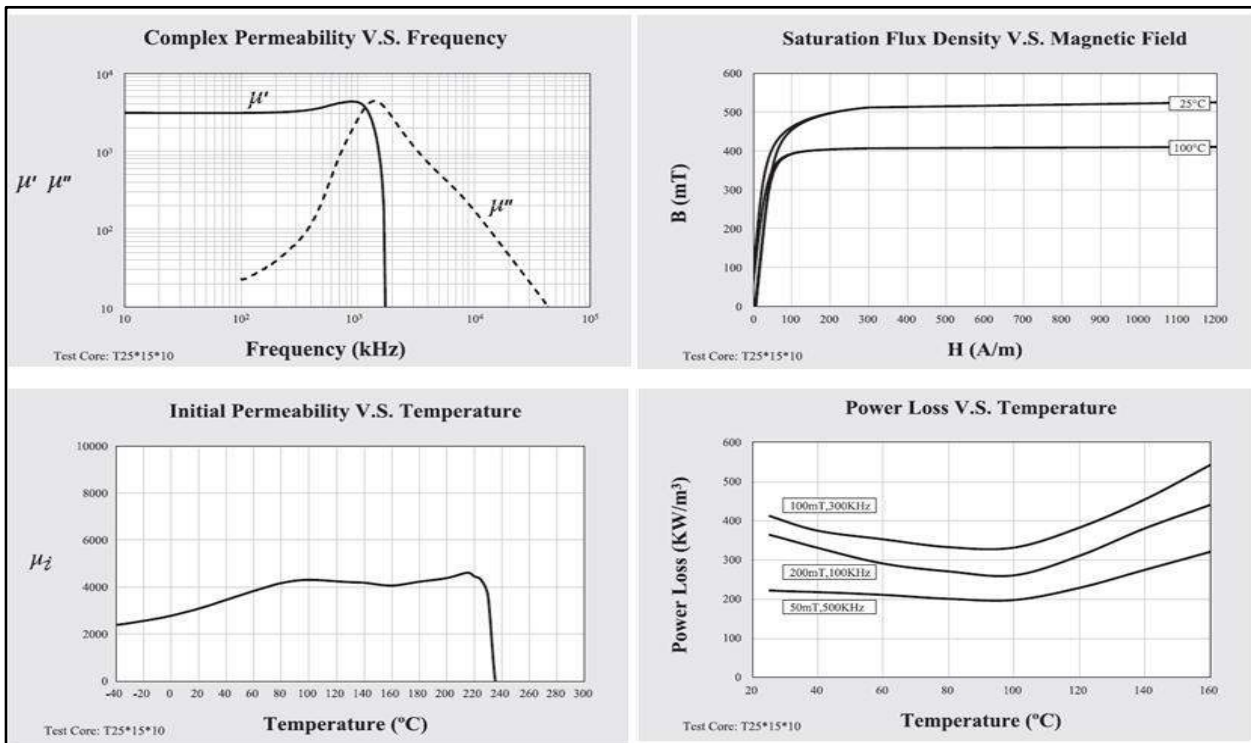 Complex Permeability V.S. Frequency
10⁴
10³
10²
10
μ' μ"
μ'
μ"
10 10² 10³ 10⁴ 10⁵
Frequency (kHz)
Test Core: T25*15*10
Saturation Flux Density V.S. Magnetic Field
600
500
400
300
200
100
0
B (mT)
25°C
100°C
0 100 200 300 400 500 600 700 800 900 1000 1100 1200
H (A/m)
Test Core: T25*15*10
Initial Permeability V.S. Temperature
10000
8000
6000
4000
2000
0
μi
-40 -20 0 20 40 60 80 100 120 140 160 180 200 220 240 260 280 300
Temperature (ºC)
Test Core: T25*15*10
Power Loss V.S. Temperature
600
500
400
300
200
100
0
Power Loss (KW/m³)
100mT,300KHz
200mT,100KHz
50mT,500KHz
20 40 60 80 100 120 140 160
Temperature (ºC)
Test Core: T25*15*10